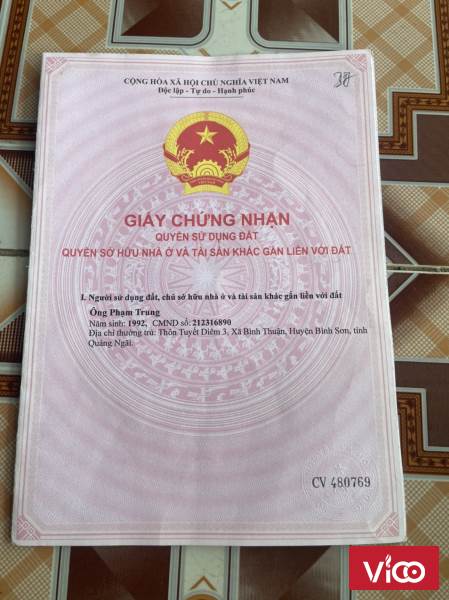 CỘNG HÒA XÃ HỘI CHỦ NGHĨA VIỆT NAM
Độc lập - Tự do - Hạnh phúc
GIẤY CHỨNG NHẬN
QUYỀN SỬ DỤNG ĐẤT
QUYỀN SỞ HỮU NHÀ Ở VÀ TÀI SẢN KHÁC GẮN LIỀN VỚI ĐẤT
I. Người sử dụng đất, chủ sở hữu nhà ở và tài sản khác gắn liền với đất
Ông Phạm Trung
Năm sinh: 1992, CMND số: 212316890
Địa chỉ thường trú: Thôn Tuyết Diêm 3, Xã Bình Thuận, Huyện Bình Sơn, tỉnh
Quảng Ngãi.
CV 480769
ViCO